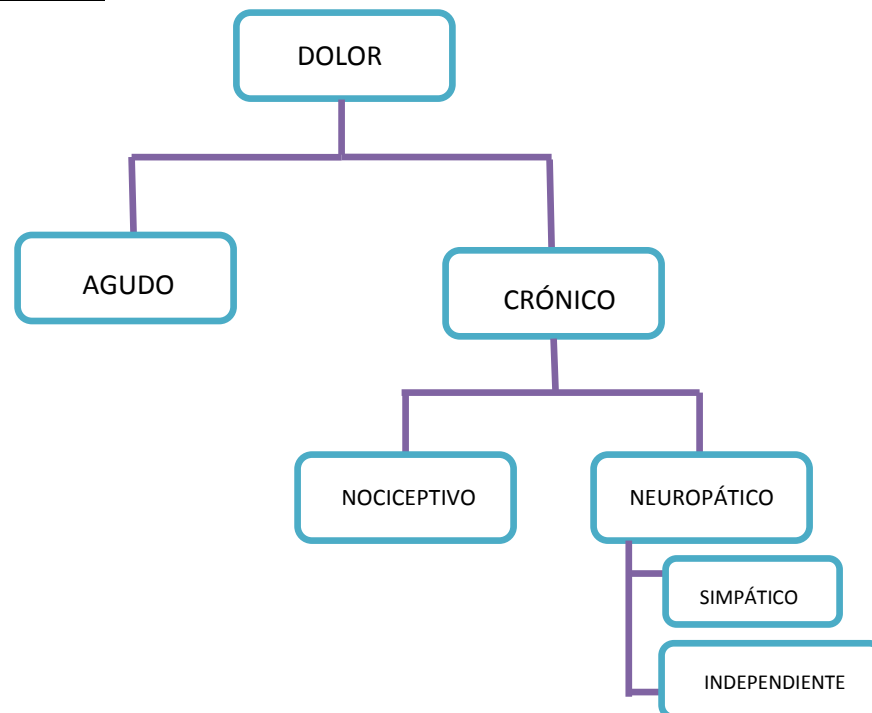 DOLOR
AGUDO
CRÓNICO
NOCICEPTIVO
NEUROPÁTICO
SIMPÁTICO
INDEPENDIENTE